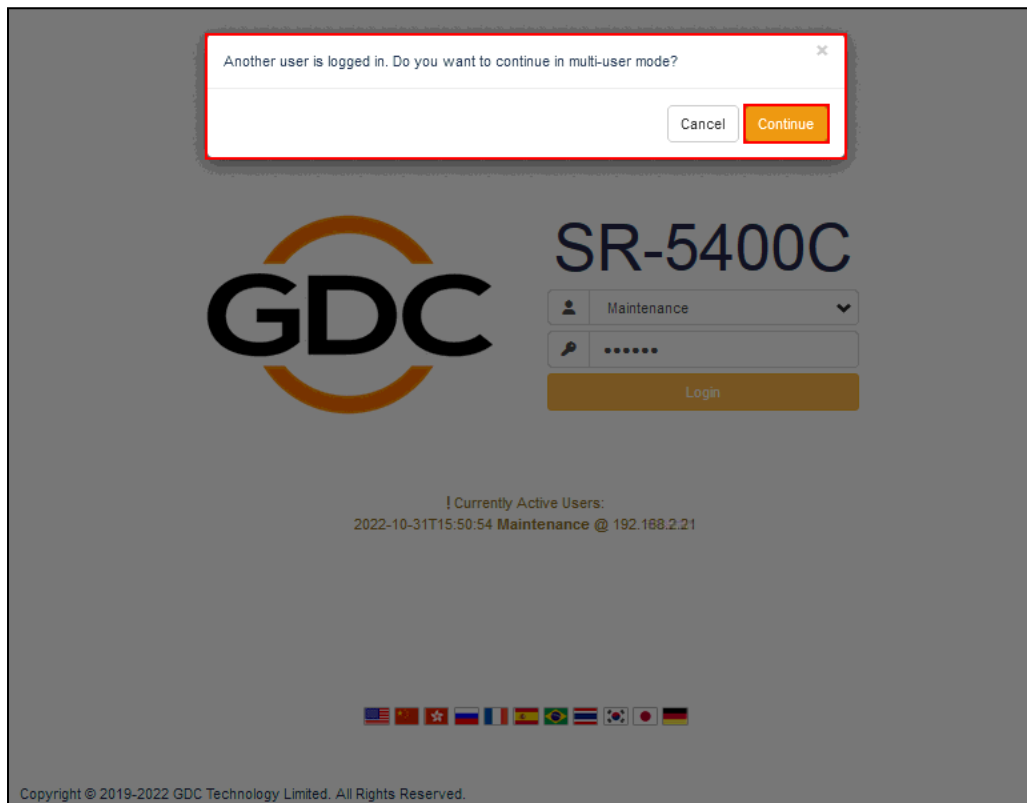 Another user is logged in. Do you want to continue in multi-user mode?
×
Cancel
Continue
GDC
SR-5400C
Maintenance
••••••
Login
! Currently Active Users:
2022-10-31T15:50:54 Maintenance @ 192.168.2.21
Copyright © 2019-2022 GDC Technology Limited. All Rights Reserved.